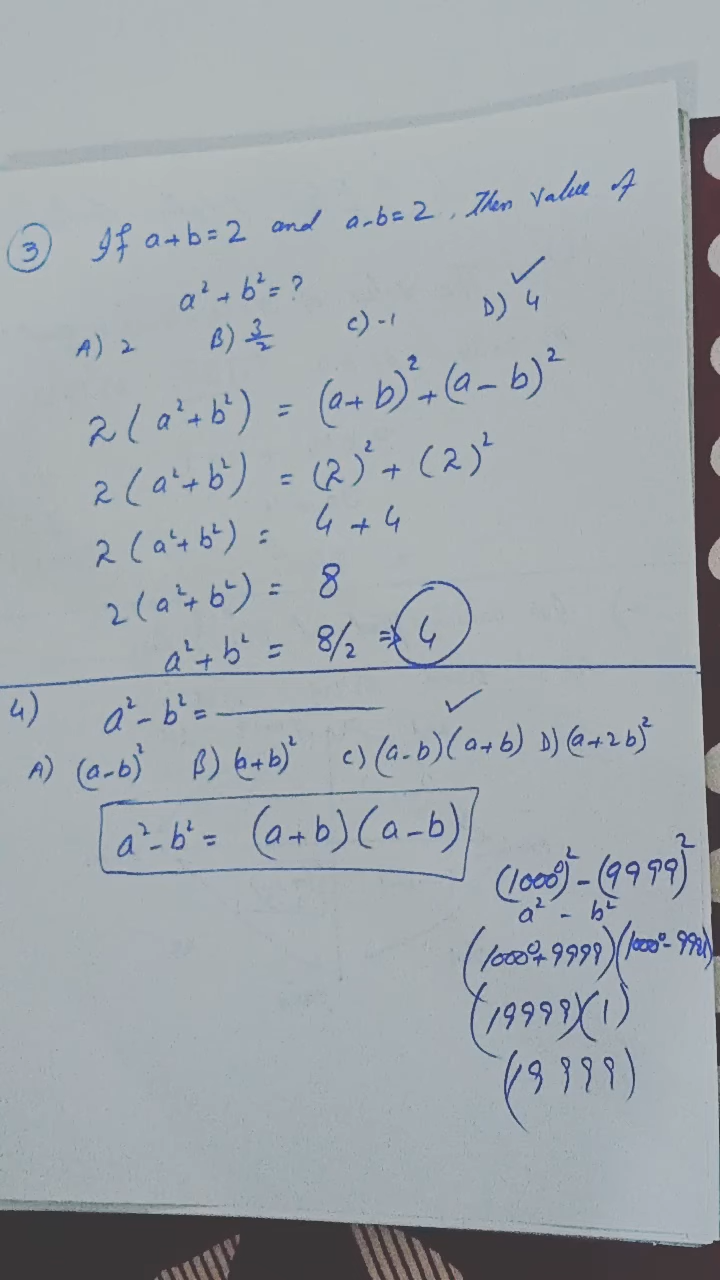 ③ If a+b=2 and a-b=2, Then value of
a²+b²=?
A) 2 B) 3/2 C) -1 D) 4 ✓
2(a²+b²) = (a+b)²+(a-b)²
2(a²+b²) = (2)²+(2)²
2(a²+b²) = 4+4
2(a²+b²) = 8
a²+b² = 8/2 ⇒ 4
4) a²-b²= ______
A) (a-b)² B) (a+b)² C) (a-b)(a+b) ✓ D) (a+2b)²
a²-b²= (a+b)(a-b)
(10000)²-(9999)²
a² - b²
(10000+9999)(10000-9999)
(19999)(1)
(19999)